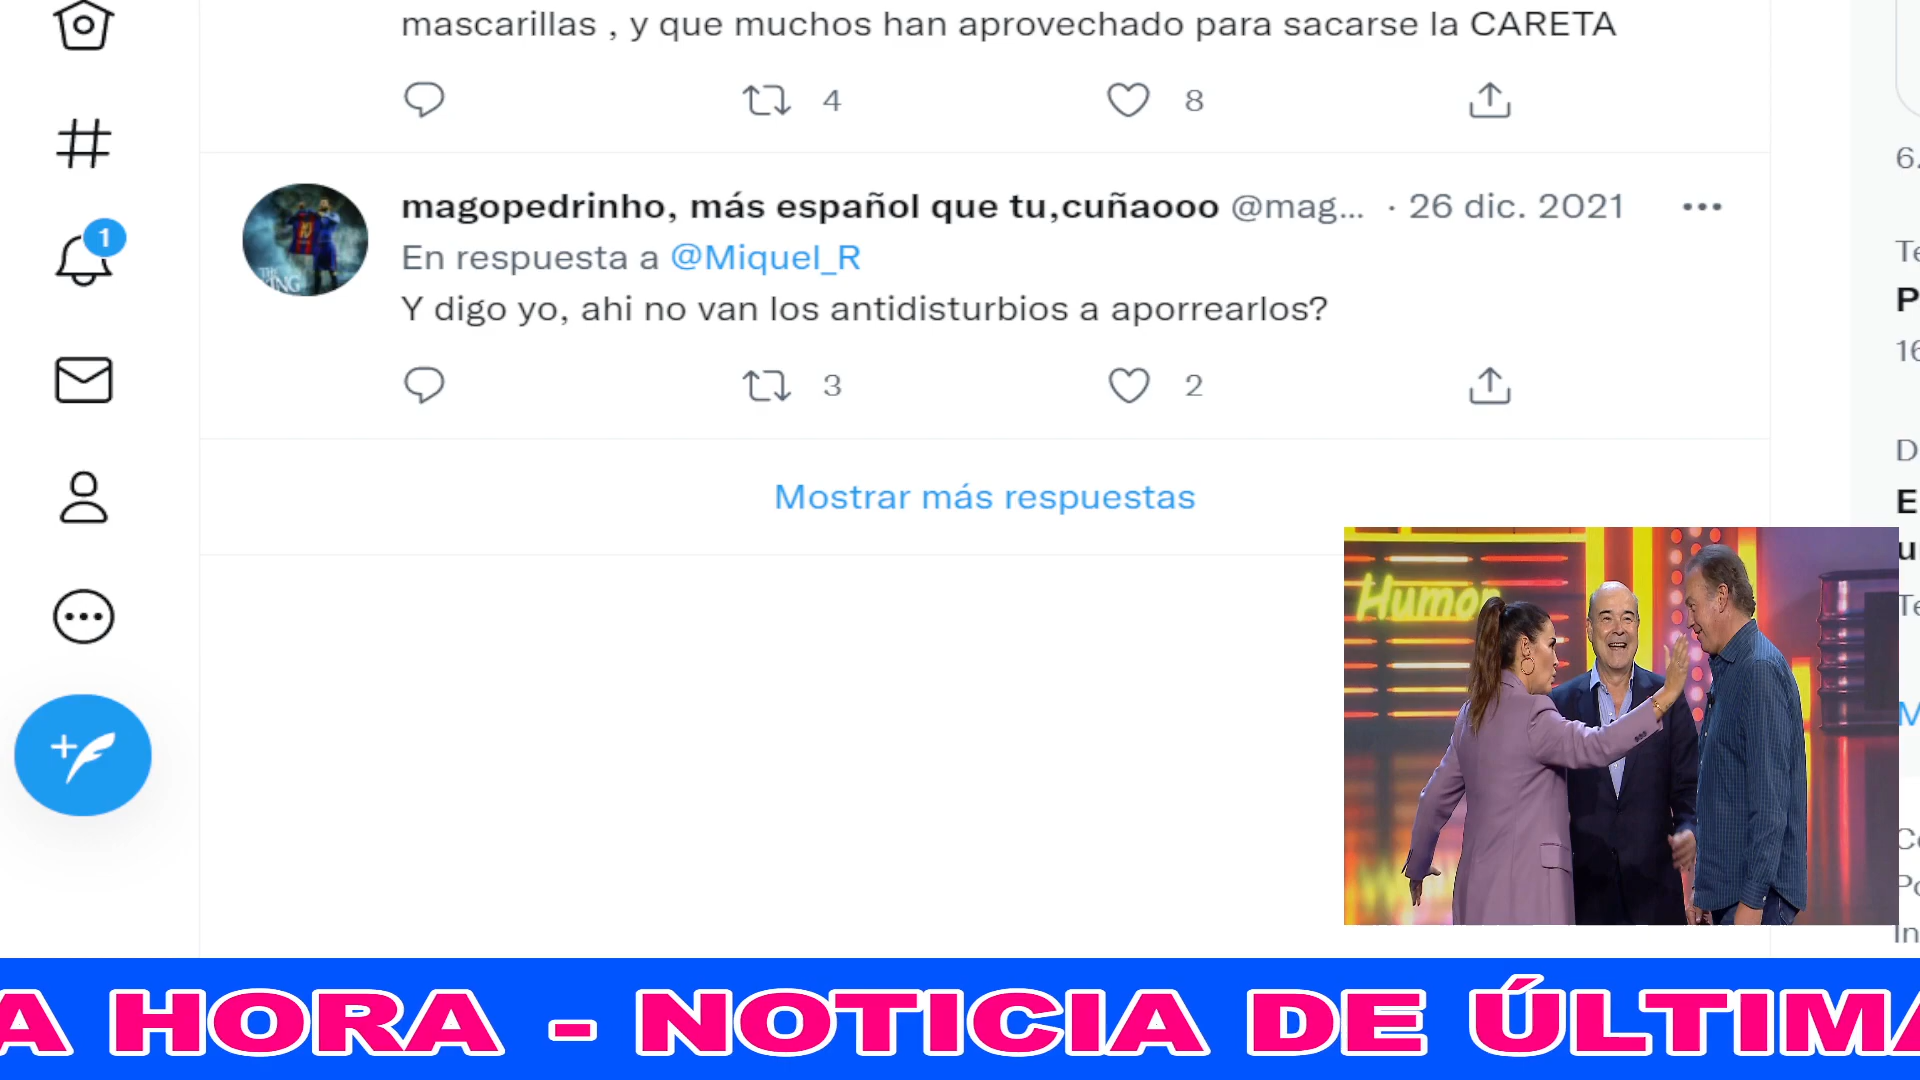 mascarillas , y que muchos han aprovechado para sacarse la CARETA
4
8
magopedrinho, más español que tu,cuñaooo @mag... · 26 dic. 2021
1
En respuesta a @Miquel_R
Y digo yo, ahi no van los antidisturbios a aporrearlos?
3
2
Mostrar más respuestas
Humor
A HORA - NOTICIA DE ÚLTIMA